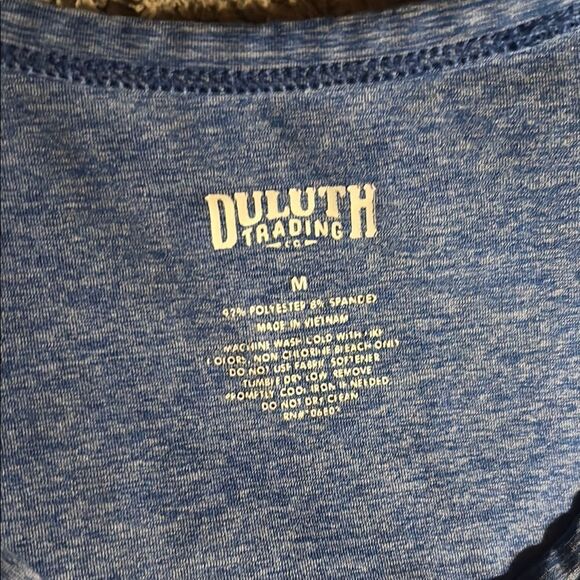 DULUTH
TRADING
CO
M
POLYESTER 8% SPANDEX
MADE IN VIETNAM
MACHINE WASH COLD WITH
COLORS. NON CHLORINE BLEACH ONLY
DO NOT USE FABRIC SOFTENER
TUMBLE DRY LOW. REMOVE
PROMPTLY. COOL IRON IF NEEDED.
DO NOT DRY CLEAN